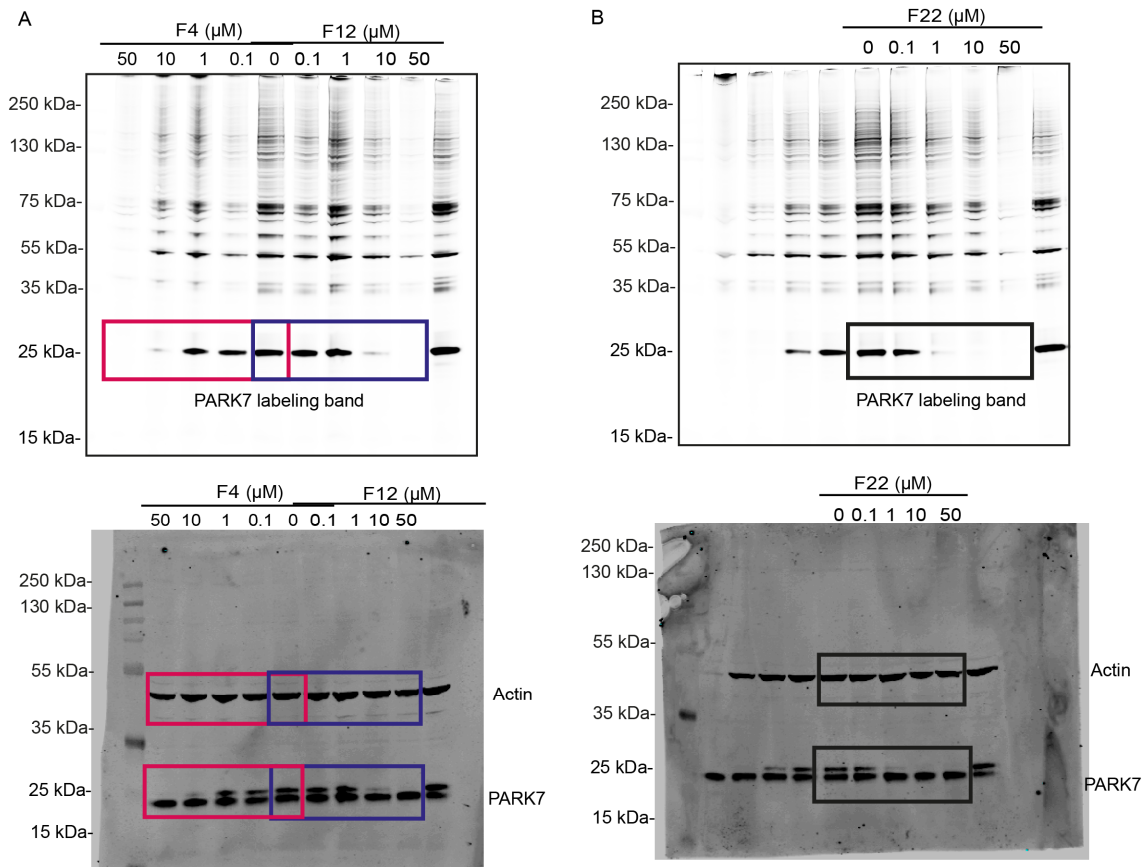 A
F4 (µM) F12 (µM)
50 10 1 0.1 0 0.1 1 10 50
250 kDa-
130 kDa-
75 kDa-
55 kDa-
35 kDa-
25 kDa-
PARK7 labeling band
15 kDa-
B
F22 (µM)
0 0.1 1 10 50
250 kDa-
130 kDa-
75 kDa-
55 kDa-
35 kDa-
25 kDa-
PARK7 labeling band
15 kDa-
F4 (µM) F12 (µM)
50 10 1 0.1 0 0.1 1 10 50
250 kDa-
130 kDa-
55 kDa-
Actin
35 kDa-
25 kDa-
PARK7
15 kDa-
F22 (µM)
0 0.1 1 10 50
250 kDa-
130 kDa-
55 kDa-
Actin
35 kDa-
25 kDa-
PARK7
15 kDa-